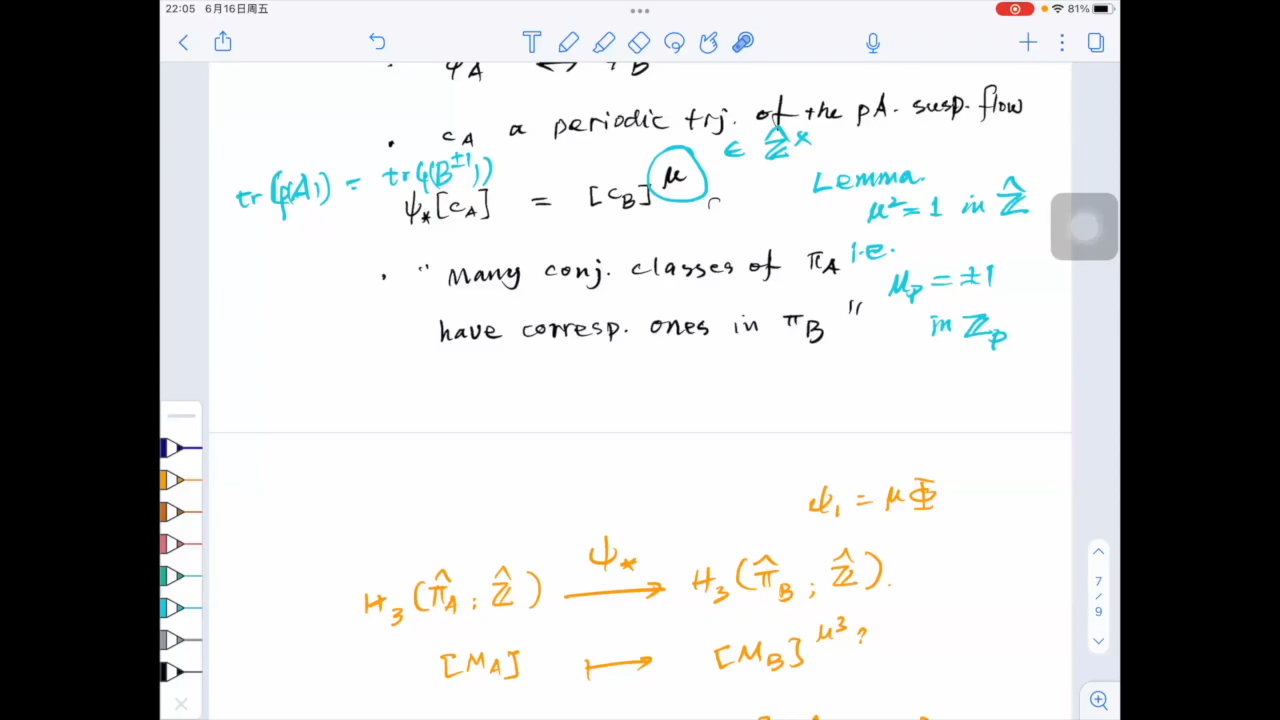 22:05 6月16日周五
81%
ψ_A ↔ ψ_B
· c_A a periodic trj. of the pA. susp. flow
tr(φ(A)) = tr φ(B^{±1})
ψ_*[c_A] = [c_B]^μ ∈ Ẑ^×
Lemma.
μ² = 1 in Ẑ
i.e.
μ_p = ±1
in Z_p
· "Many conj. classes of π_A
have corresp. ones in π_B"
7
/
9
ψ_1 = μΦ
H_3(π̂_A; Ẑ) —ψ_*→ H_3(π̂_B; Ẑ).
[M_A] ↦ [M_B]^{μ³} ?